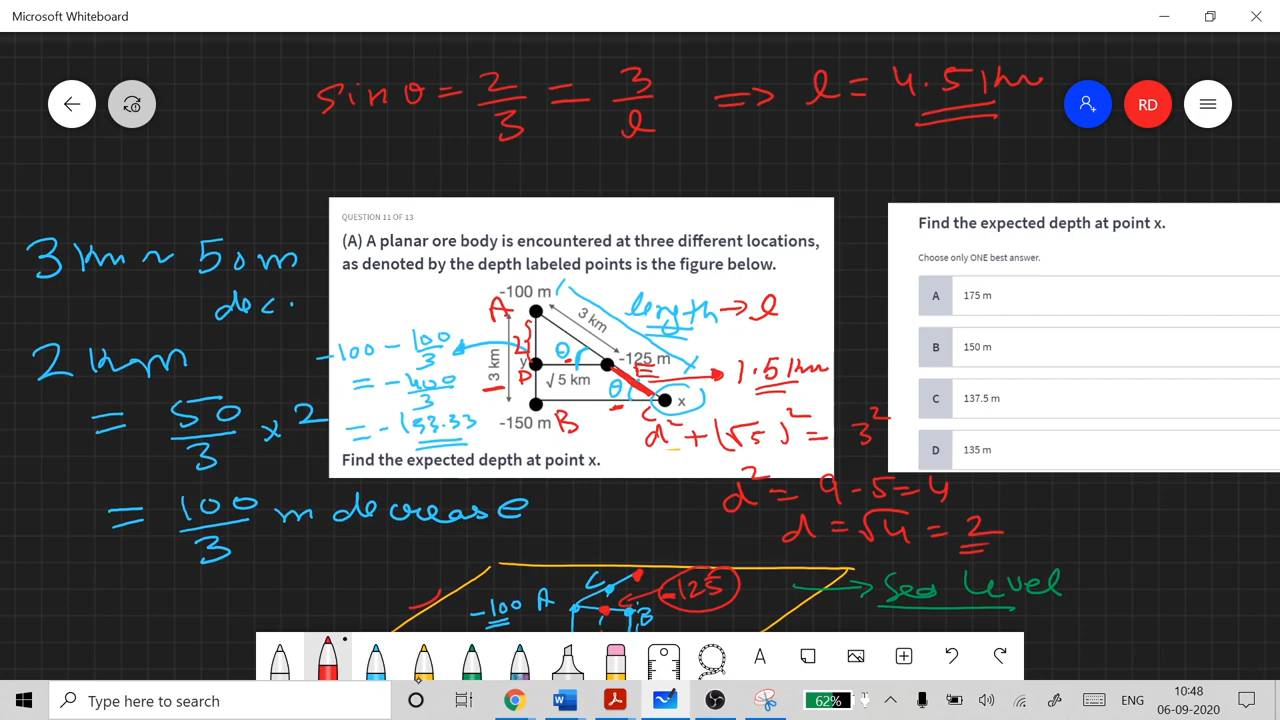 Microsoft Whiteboard
sin θ = 2/3 = 3/l => l = 4.5 km
RD
3 km ~ 50 m
dec.
2 km
= 50/3 x 2
= 100/3 m decrease
QUESTION 11 OF 13
(A) A planar ore body is encountered at three different locations,
as denoted by the depth labeled points is the figure below.
-100 m
A
length → l
3 km
-100 - 100/3
= -400/3
= -133.33
3 km
2
θ
y
D
-125 m
E
1.5 km
√5 km
θ
C
x
-150 m B
d² + (√5)² = 3²
d² = 9 - 5 = 4
d = √4 = 2
Find the expected depth at point x.
Find the expected depth at point x.
Choose only ONE best answer.
A 175 m
B 150 m
C 137.5 m
D 135 m
-100 A
C
B
-125
→ Sea level
Type here to search
62%
ENG
10:48
06-09-2020